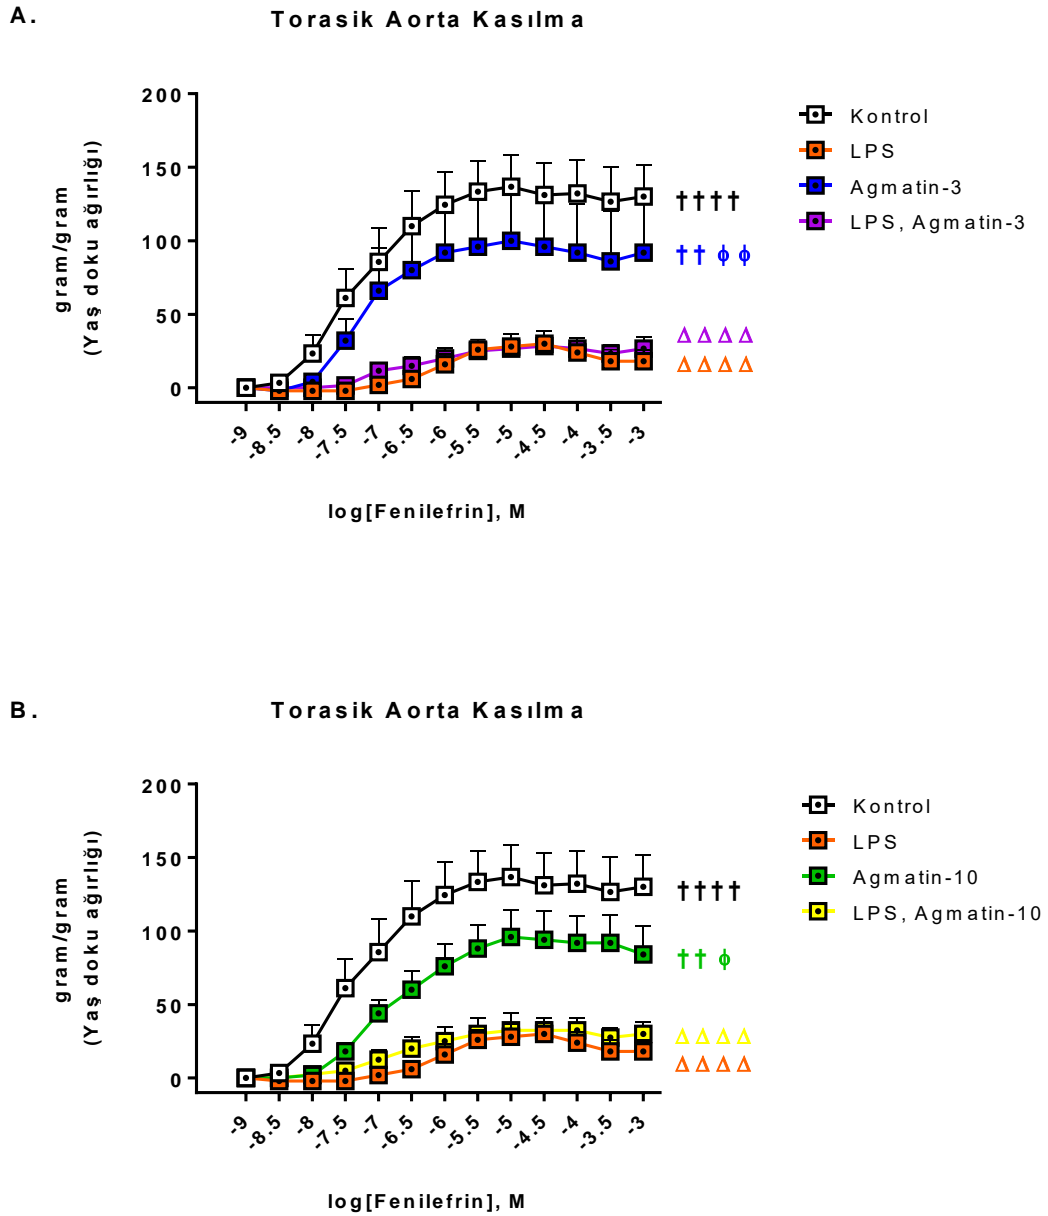 A.
Torasik Aorta Kasılma
200
150
100
50
0
gram/gram
(Yaş doku ağırlığı)
-9
-8.5
-8
-7.5
-7
-6.5
-6
-5.5
-5
-4.5
-4
-3.5
-3
log[Fenilefrin], M
Kontrol
LPS
Agmatin-3
LPS, Agmatin-3
††††
†† ϕ ϕ
Δ Δ Δ Δ
Δ Δ Δ Δ
B.
Torasik Aorta Kasılma
200
150
100
50
0
gram/gram
(Yaş doku ağırlığı)
-9
-8.5
-8
-7.5
-7
-6.5
-6
-5.5
-5
-4.5
-4
-3.5
-3
log[Fenilefrin], M
Kontrol
LPS
Agmatin-10
LPS, Agmatin-10
††††
†† ϕ
Δ Δ Δ Δ
Δ Δ Δ Δ